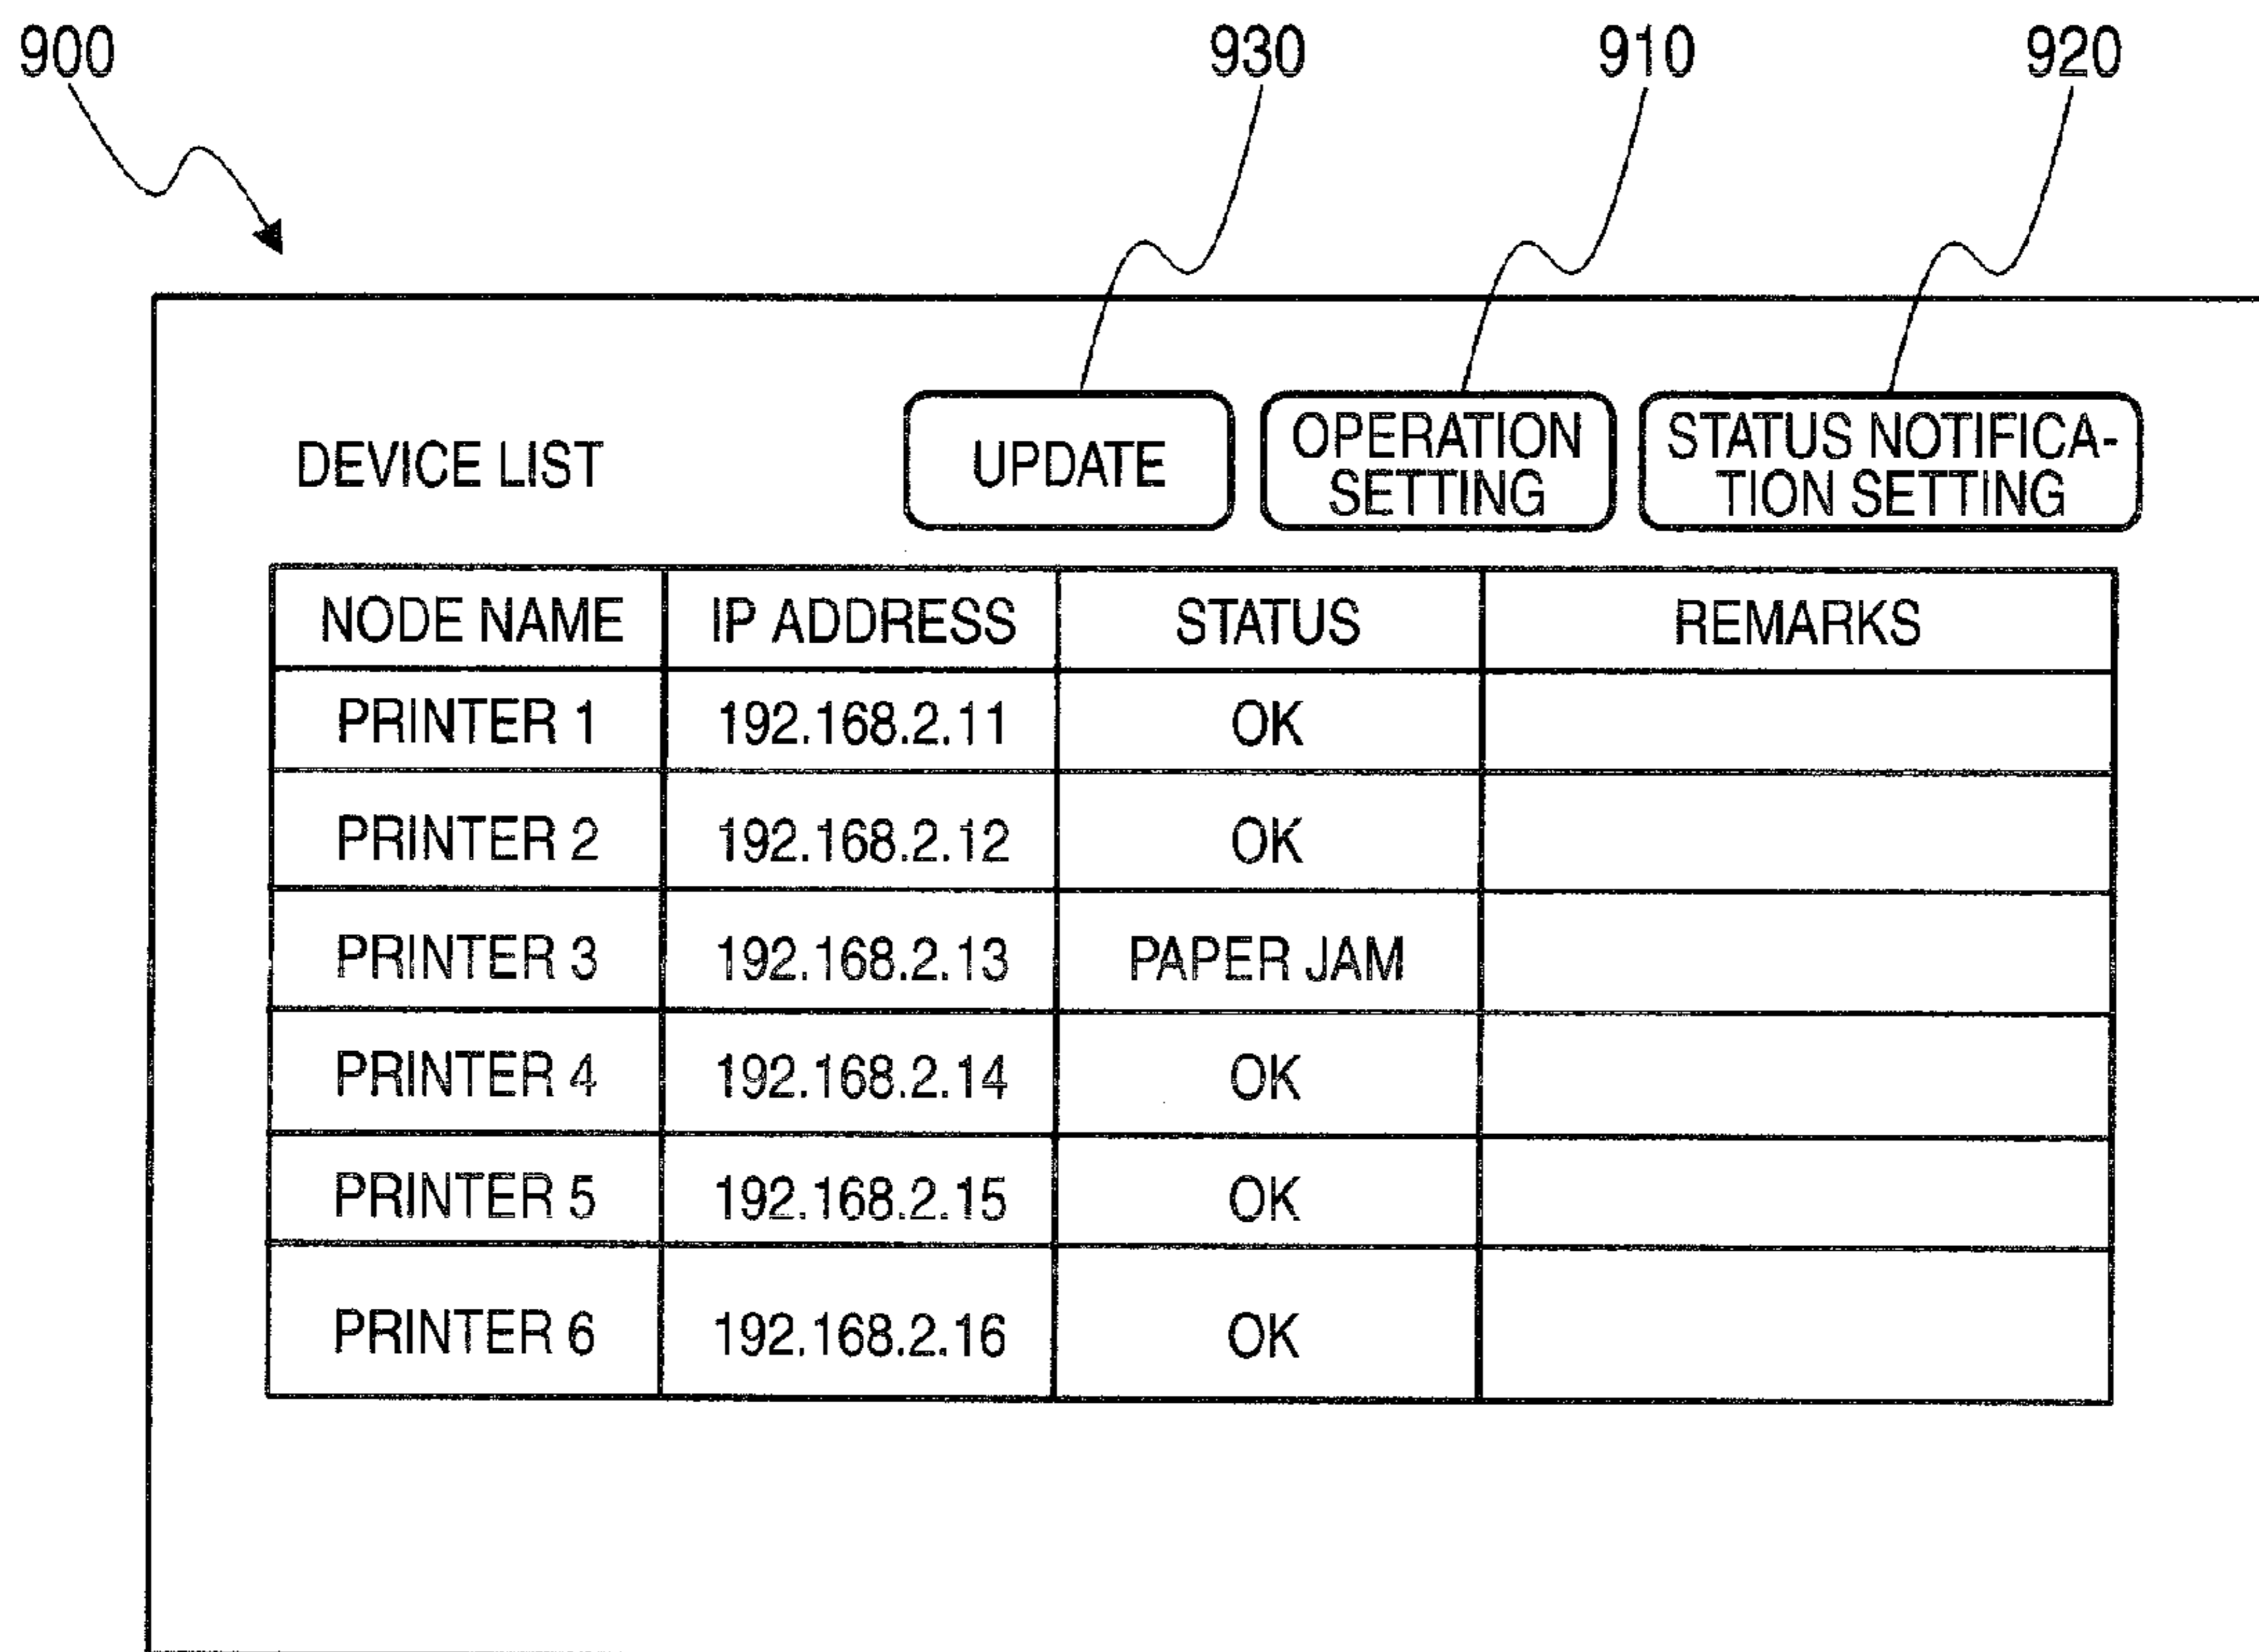 900 930 910 920
DEVICE LIST
UPDATE
OPERATION
SETTING
STATUS NOTIFICA-
TION SETTING
NODE NAME IP ADDRESS STATUS REMARKS
PRINTER 1 192.168.2.11 OK
PRINTER 2 192.168.2.12 OK
PRINTER 3 192.168.2.13 PAPER JAM
PRINTER 4 192.168.2.14 OK
PRINTER 5 192.168.2.15 OK
PRINTER 6 192.168.2.16 OK